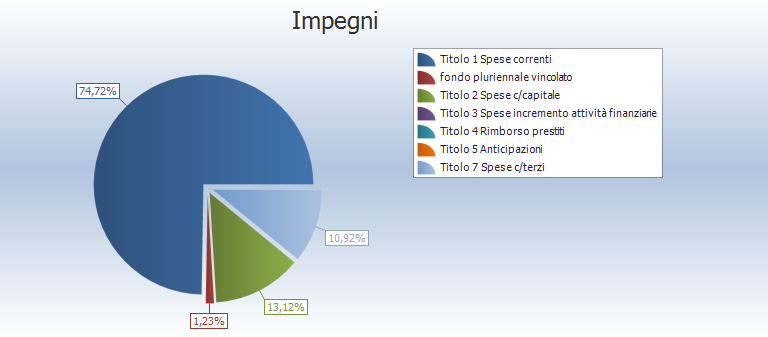 Impegni
Titolo 1 Spese correnti
fondo pluriennale vincolato
Titolo 2 Spese c/capitale
Titolo 3 Spese incremento attività finanziarie
Titolo 4 Rimborso prestiti
Titolo 5 Anticipazioni
Titolo 7 Spese c/terzi
74,72%
10,92%
13,12%
1,23%